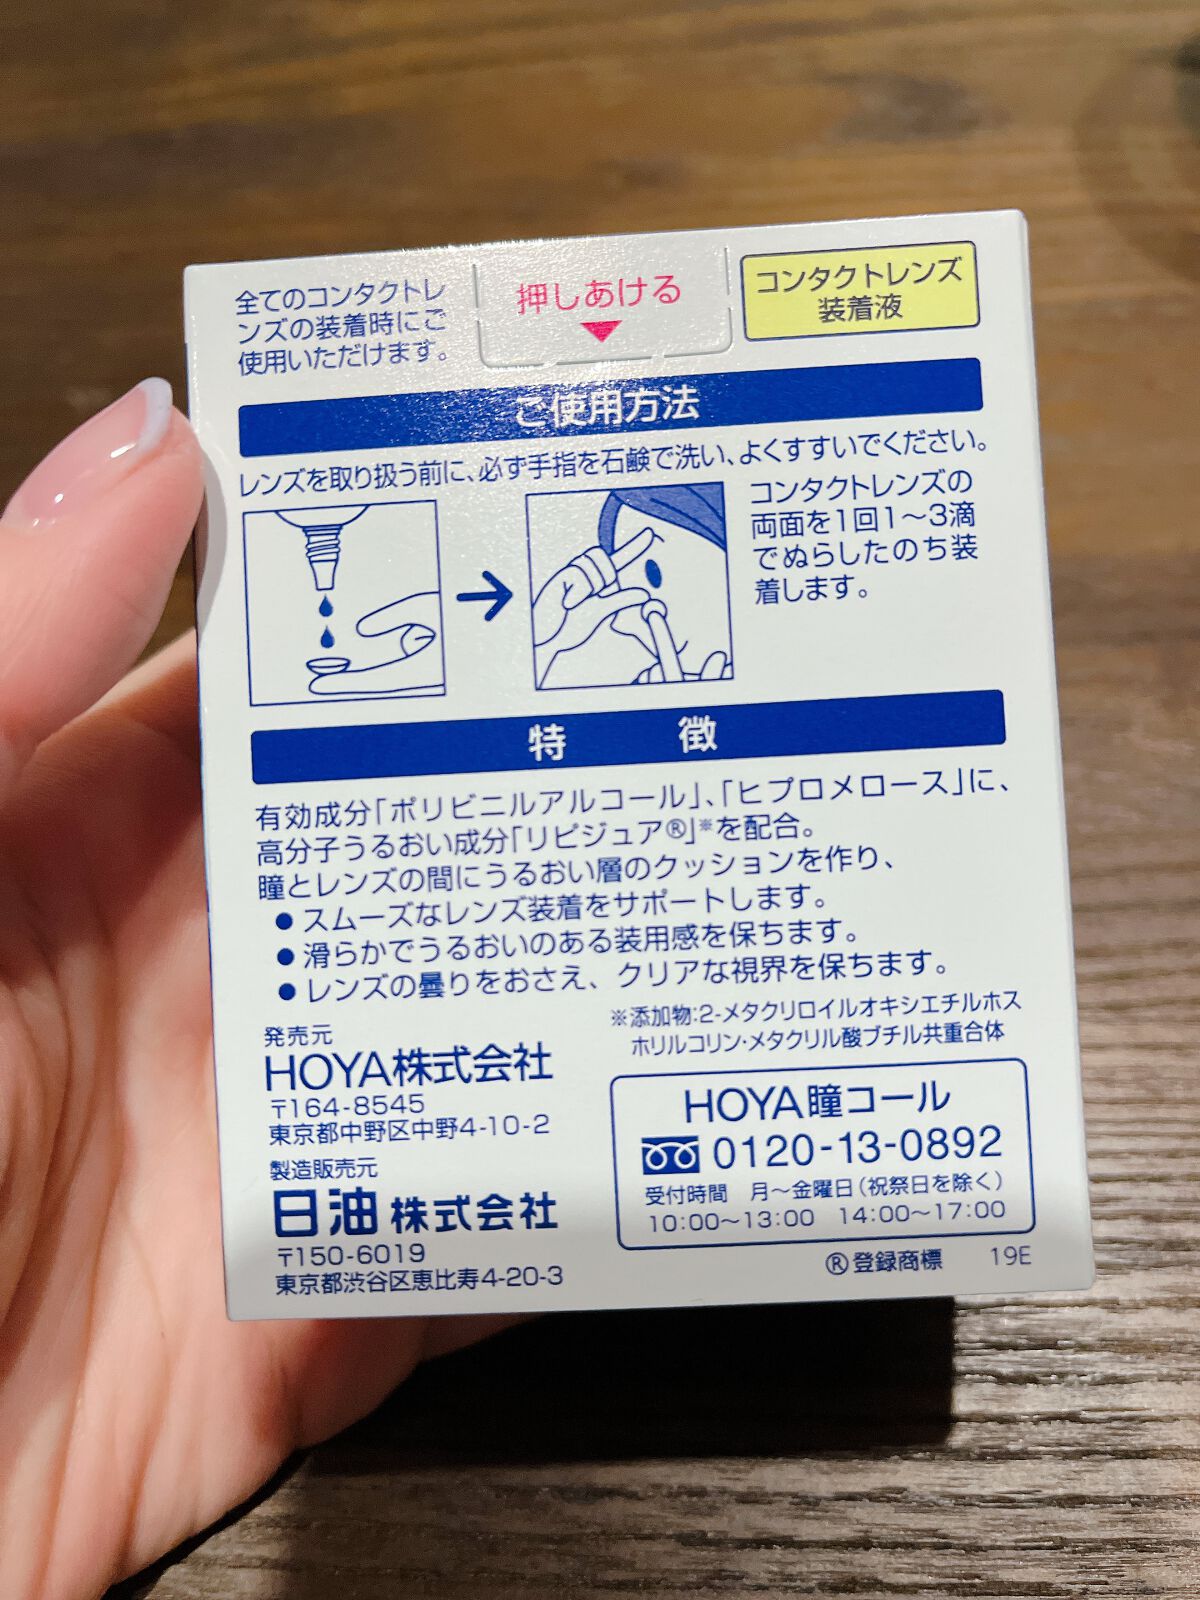 全てのコンタクトレ
ンズの装着時にご
使用いただけます。
押しあける
コンタクトレンズ
装着液
ご使用方法
レンズを取り扱う前に、必ず手指を石鹸で洗い、よくすすいでください。
コンタクトレンズの
両面を1回1〜3滴
でぬらしたのち装
着します。
特　徴
有効成分「ポリビニルアルコール」、「ヒプロメロース」に、
高分子うるおい成分「リピジュア®」※を配合。
瞳とレンズの間にうるおい層のクッションを作り、
●スムーズなレンズ装着をサポートします。
●滑らかでうるおいのある装用感を保ちます。
●レンズの曇りをおさえ、クリアな視界を保ちます。
※添加物:2-メタクリロイルオキシエチルホス
ホリルコリン・メタクリル酸ブチル共重合体
発売元
HOYA株式会社
〒164-8545
東京都中野区中野4-10-2
製造販売元
日油株式会社
〒150-6019
東京都渋谷区恵比寿4-20-3
HOYA瞳コール
0120-13-0892
受付時間　月〜金曜日(祝祭日を除く)
10:00〜13:00　14:00〜17:00
®登録商標　19E